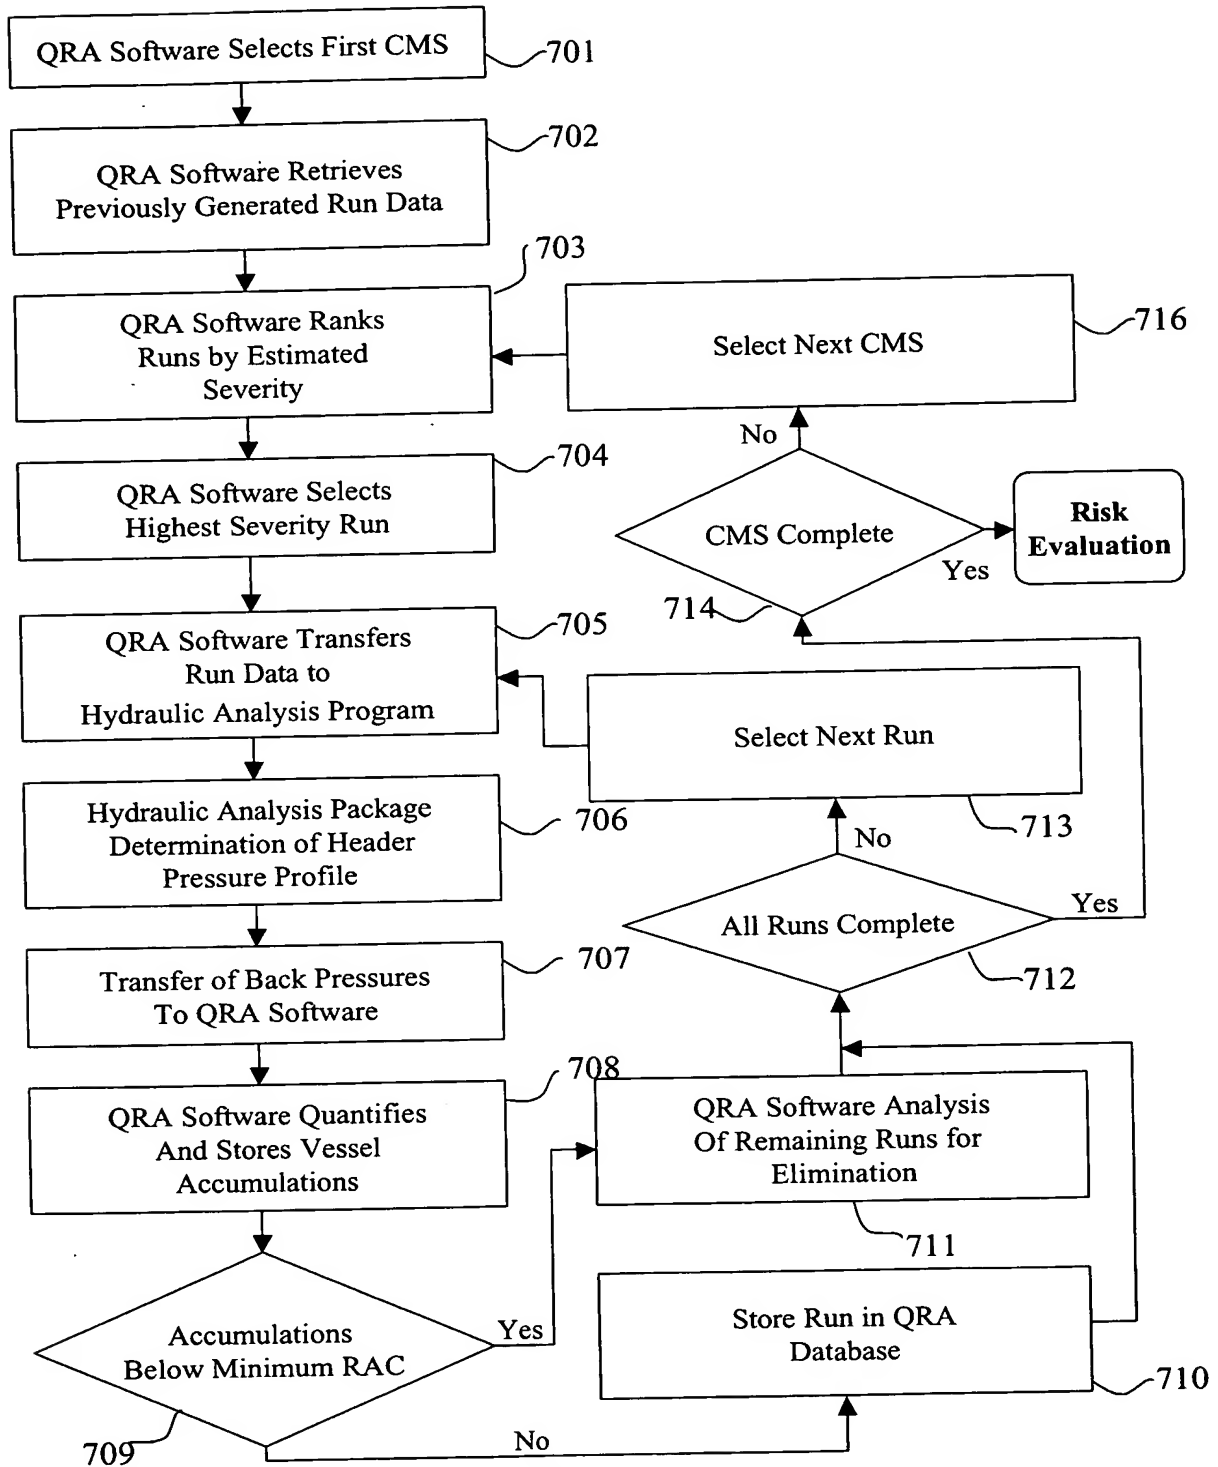 QRA Software Selects First CMS
701
702
QRA Software Retrieves
Previously Generated Run Data
703
QRA Software Ranks
Runs by Estimated
Severity
704
QRA Software Selects
Highest Severity Run
705
QRA Software Transfers
Run Data to
Hydraulic Analysis Program
Hydraulic Analysis Package
Determination of Header
Pressure Profile
706
Transfer of Back Pressures
To QRA Software
707
708
QRA Software Quantifies
And Stores Vessel
Accumulations
Accumulations
Below Minimum RAC
709
Yes
No
Store Run in QRA
Database
710
QRA Software Analysis
Of Remaining Runs for
Elimination
711
All Runs Complete
712
Yes
No
Select Next Run
713
CMS Complete
714
Yes
No
Risk
Evaluation
Select Next CMS
716